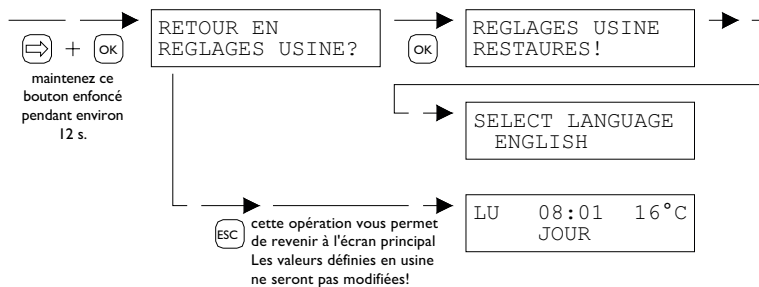 RETOUR EN
REGLAGES USINE?
REGLAGES USINE
RESTAURES!
+ OK
OK
maintenez ce
bouton enfoncé
pendant environ
12 s.
SELECT LANGUAGE
ENGLISH
LU 08:01 16°C
JOUR
ESC
cette opération vous permet
de revenir à l'écran principal
Les valeurs définies en usine
ne seront pas modifiées!